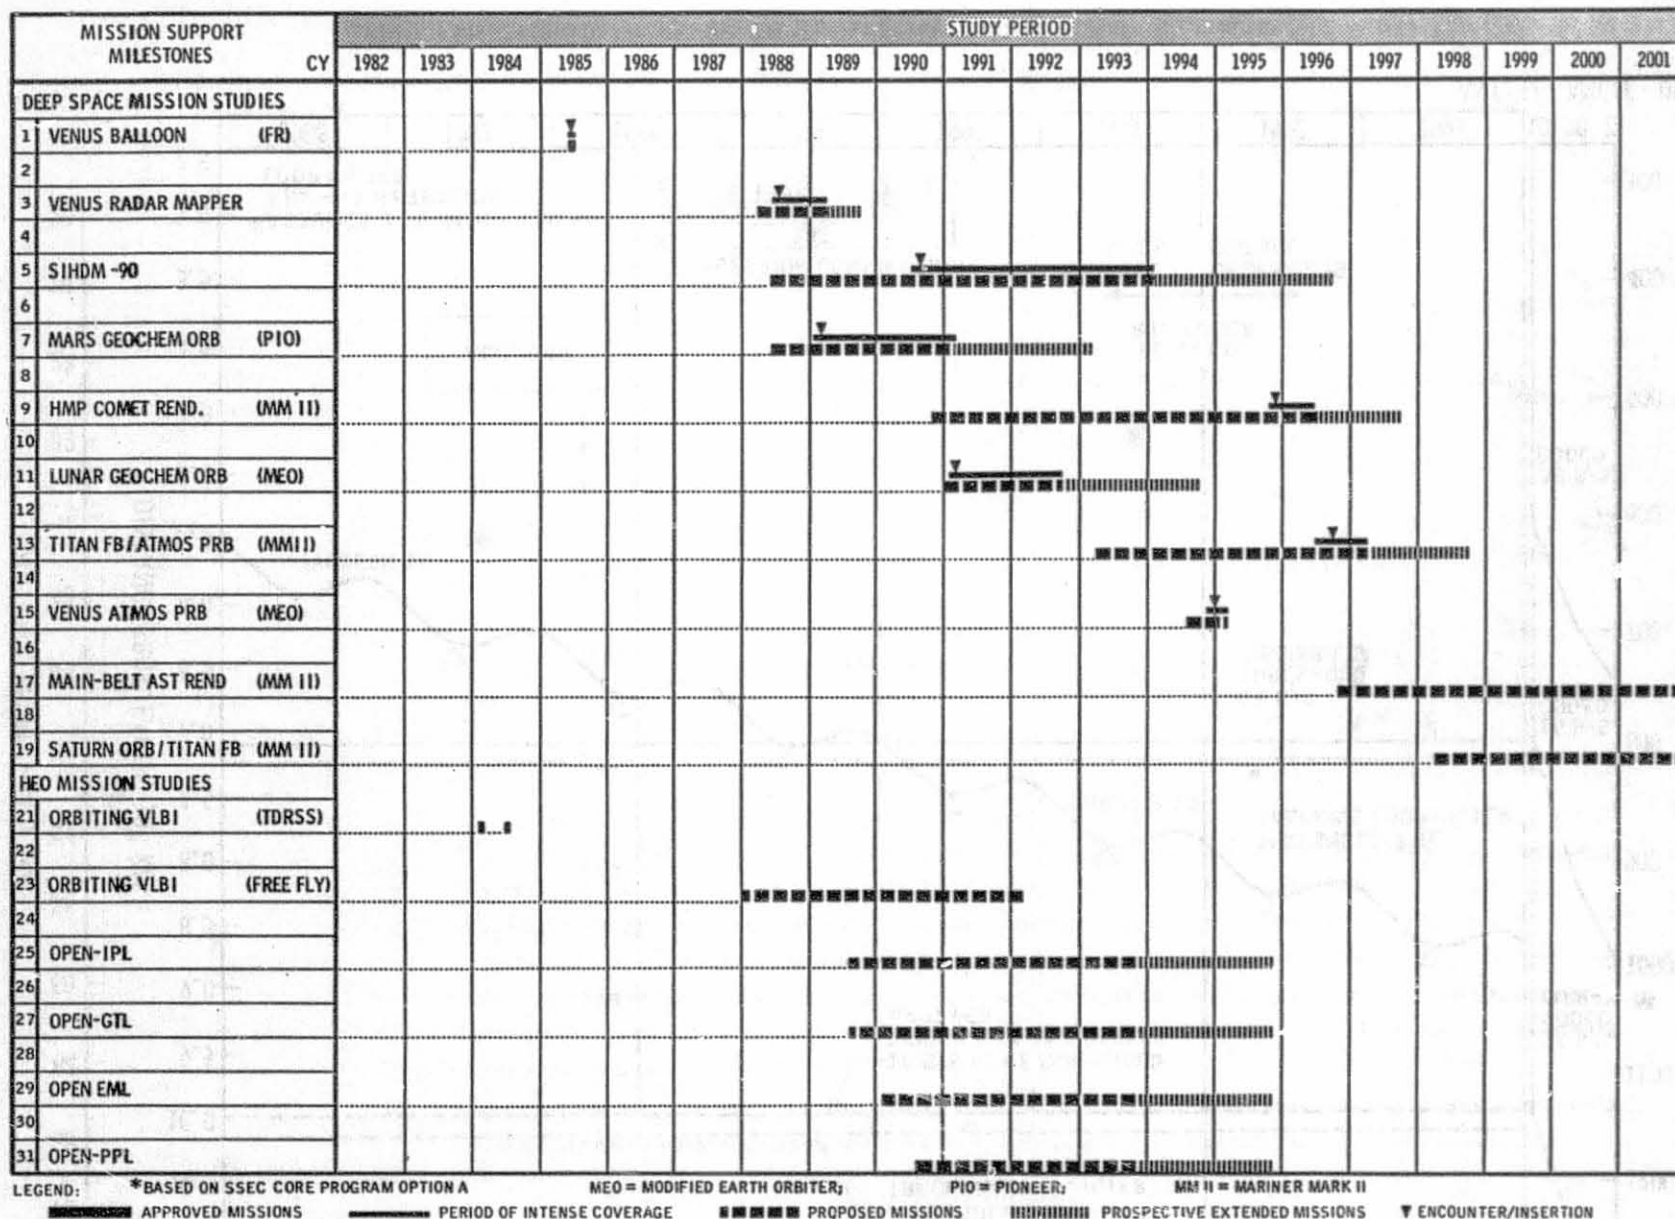 MISSION SUPPORT MILESTONES CY
STUDY PERIOD
1982 1983 1984 1985 1986 1987 1988 1989 1990 1991 1992 1993 1994 1995 1996 1997 1998 1999 2000 2001
DEEP SPACE MISSION STUDIES
1 VENUS BALLOON (FR)
2
3 VENUS RADAR MAPPER
4
5 SIHDM -90
6
7 MARS GEOCHEM ORB (PIO)
8
9 HMP COMET REND. (MM II)
10
11 LUNAR GEOCHEM ORB (MEO)
12
13 TITAN FB/ATMOS PRB (MMII)
14
15 VENUS ATMOS PRB (MEO)
16
17 MAIN-BELT AST REND (MM II)
18
19 SATURN ORB/TITAN FB (MM II)
HEO MISSION STUDIES
21 ORBITING VLBI (TDRSS)
22
23 ORBITING VLBI (FREE FLY)
24
25 OPEN-IPL
26
27 OPEN-GTL
28
29 OPEN EML
30
31 OPEN-PPL
LEGEND: *BASED ON SSEC CORE PROGRAM OPTION A MEO = MODIFIED EARTH ORBITER; PIO = PIONEER; MM II = MARINER MARK II
APPROVED MISSIONS PERIOD OF INTENSE COVERAGE PROPOSED MISSIONS PROSPECTIVE EXTENDED MISSIONS ENCOUNTER/INSERTION